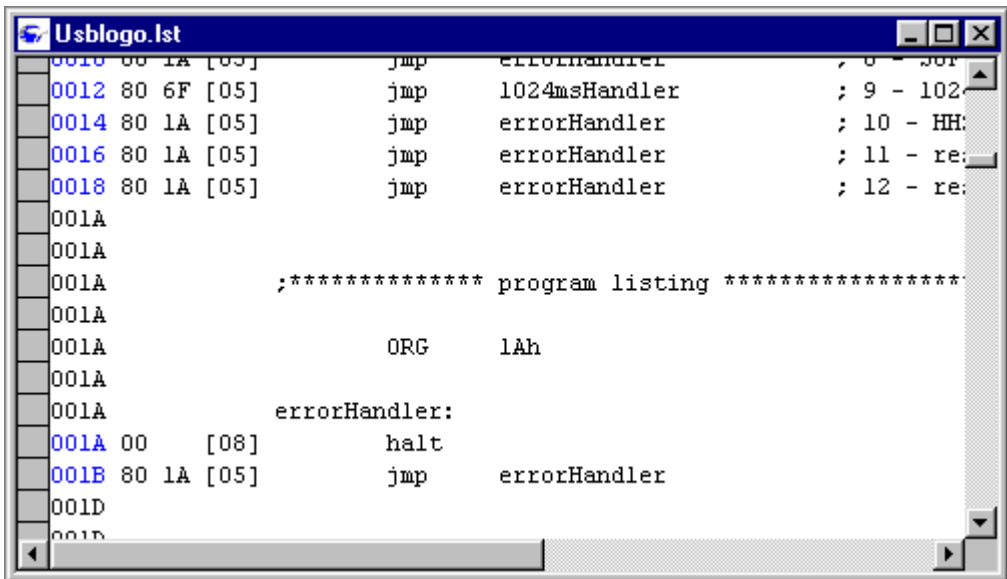 Usblogo.lst
0012 80 6F [05] jmp 1024msHandler ; 9 - 102
0014 80 1A [05] jmp errorHandler ; 10 - HH
0016 80 1A [05] jmp errorHandler ; 11 - re
0018 80 1A [05] jmp errorHandler ; 12 - re
001A
001A
001A ;************** program listing *****************
001A
001A ORG 1Ah
001A
001A errorHandler:
001A 00 [08] halt
001B 80 1A [05] jmp errorHandler
001D
001D